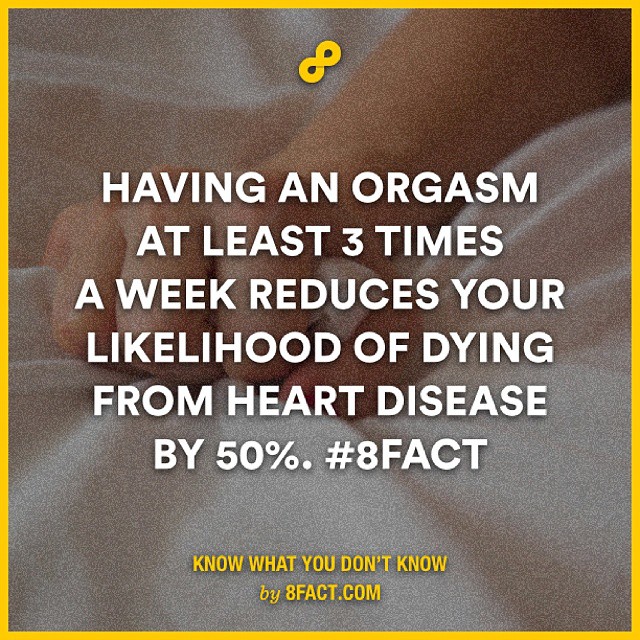 HAVING AN ORGASM
AT LEAST 3 TIMES
A WEEK REDUCES YOUR
LIKELIHOOD OF DYING
FROM HEART DISEASE
BY 50%. #8FACT
KNOW WHAT YOU DON'T KNOW
by 8FACT.COM